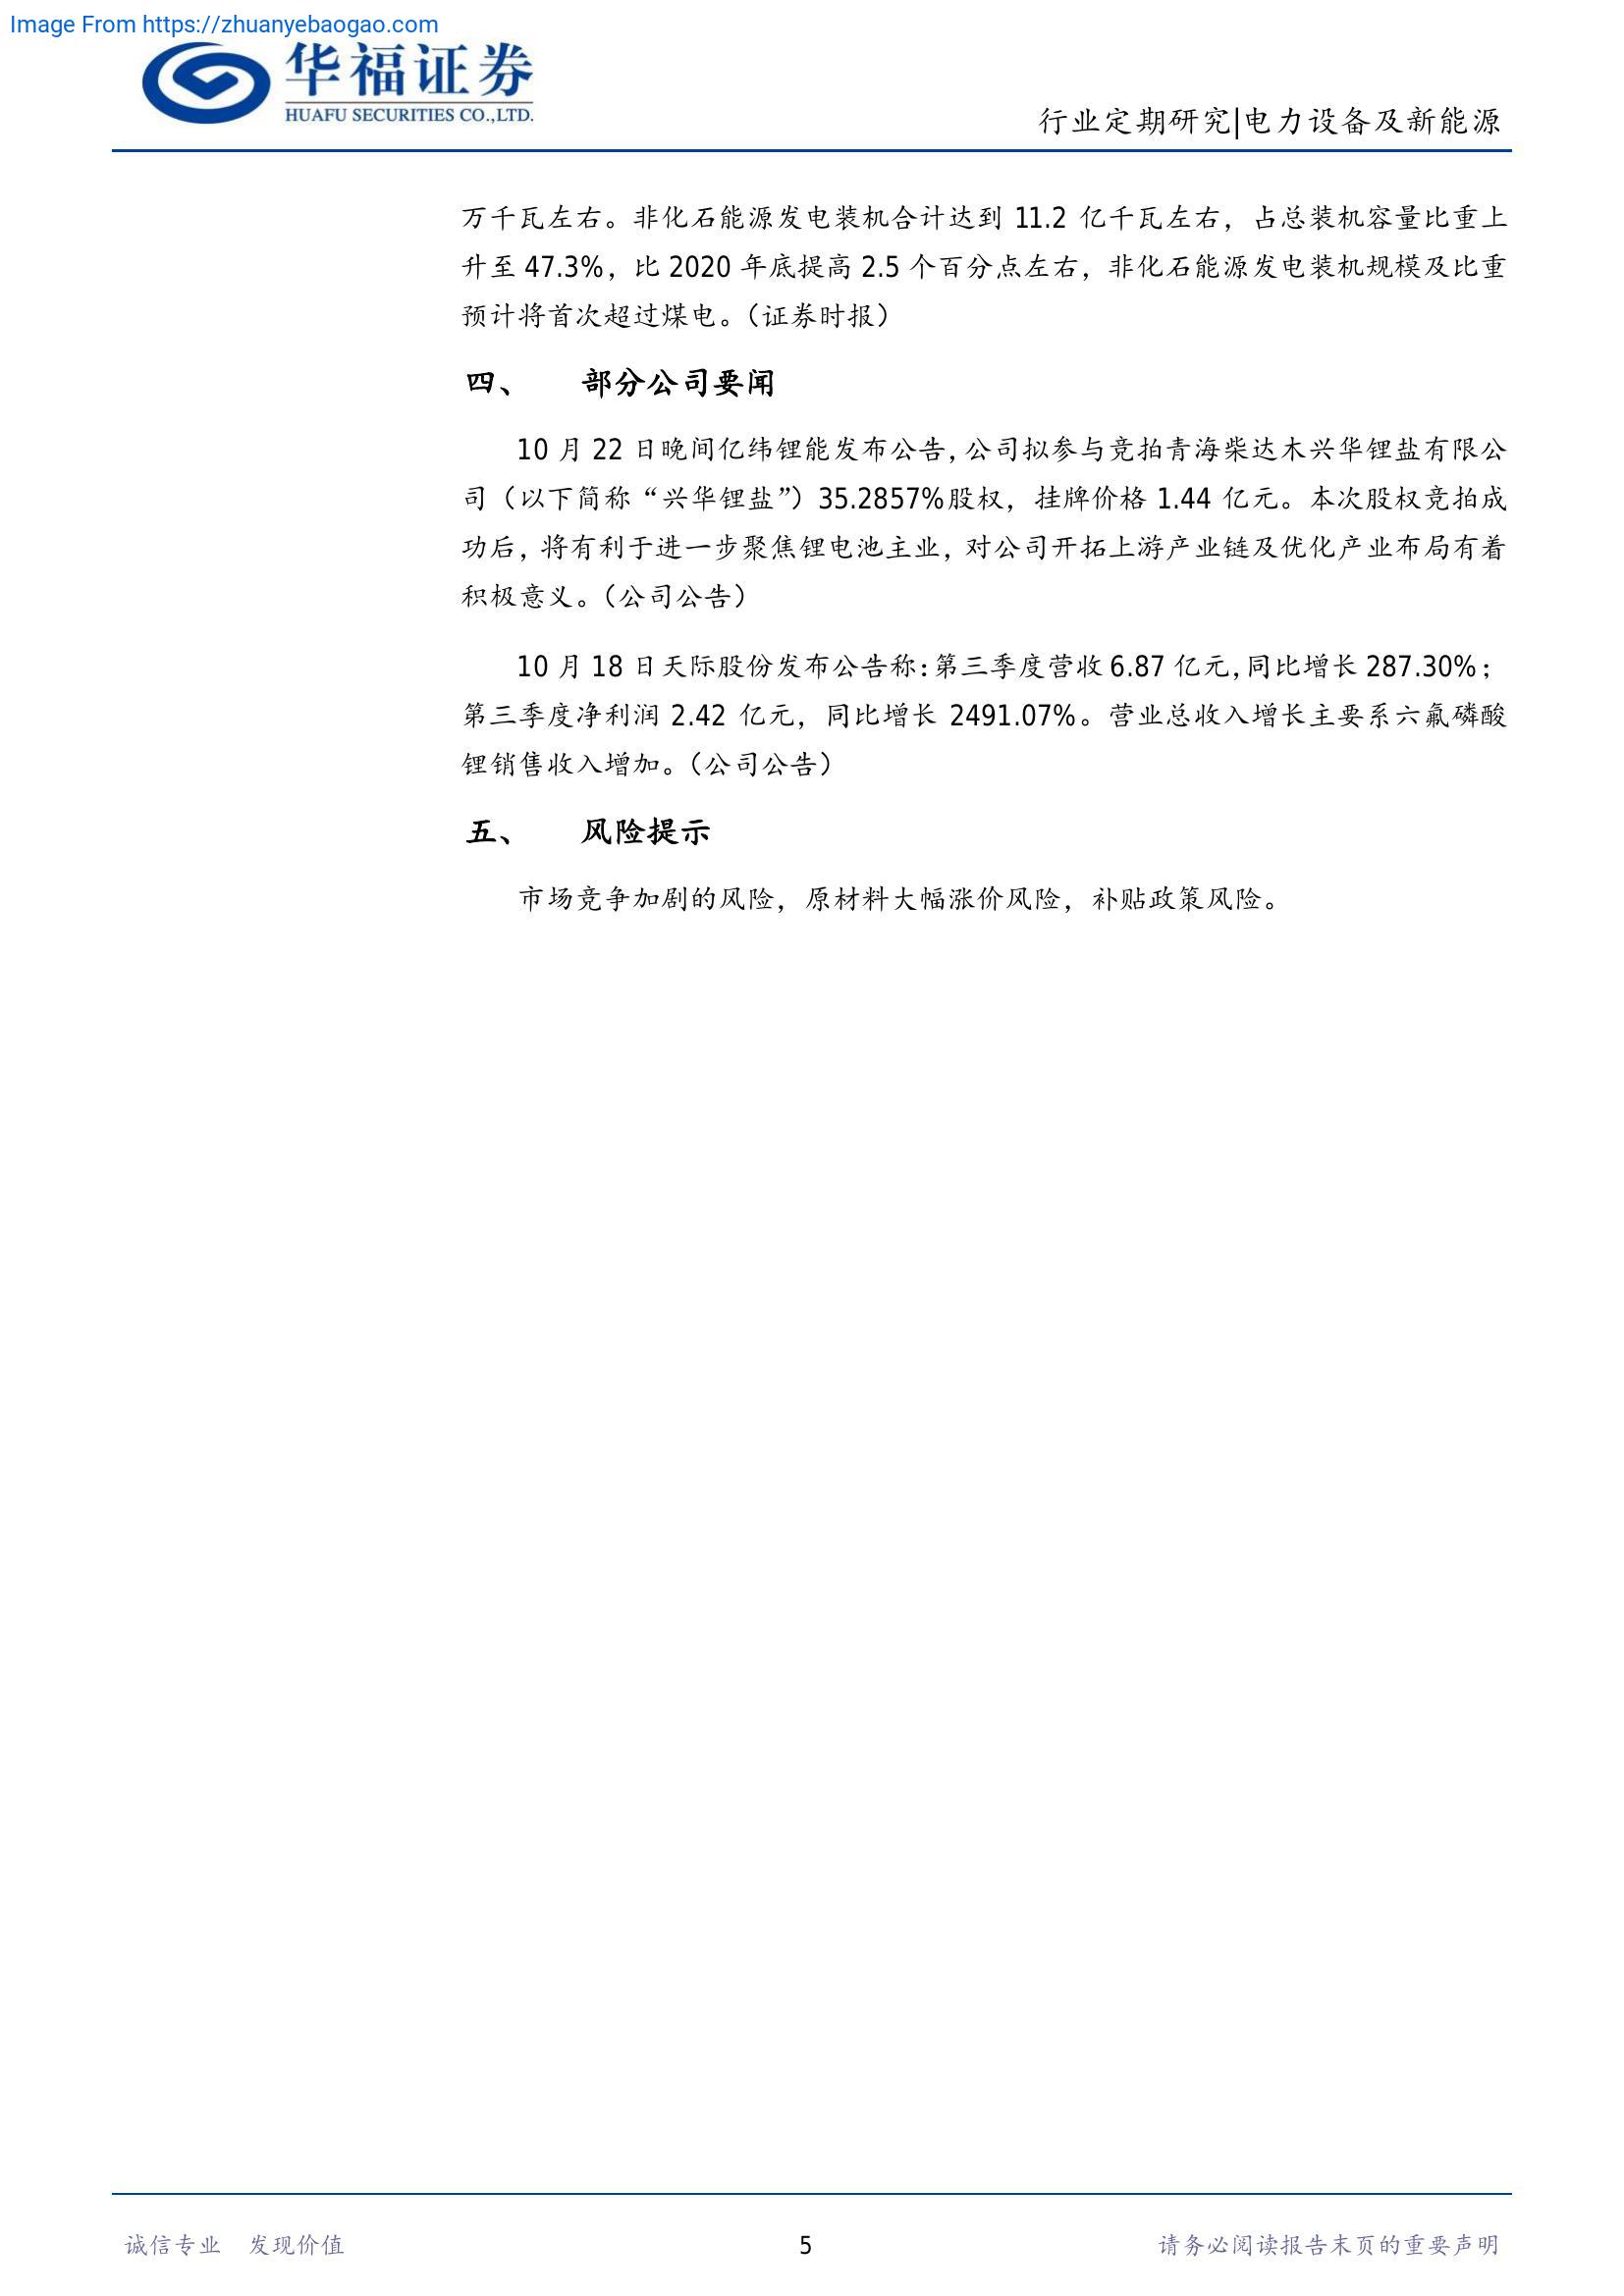 Image From https://zhuanyebaogao.com
华福证券
HUAFU SECURITIES CO.,LTD.
行业定期研究|电力设备及新能源
万千瓦左右。非化石能源发电装机合计达到 11.2 亿千瓦左右，占总装机容量比重上
升至 47.3%，比 2020 年底提高 2.5 个百分点左右，非化石能源发电装机规模及比重
预计将首次超过煤电。（证券时报）
四、 部分公司要闻
10 月 22 日晚间亿纬锂能发布公告，公司拟参与竞拍青海柴达木兴华锂盐有限公
司（以下简称“兴华锂盐”）35.2857%股权，挂牌价格 1.44 亿元。本次股权竞拍成
功后，将有利于进一步聚焦锂电池主业，对公司开拓上游产业链及优化产业布局有着
积极意义。（公司公告）
10 月 18 日天际股份发布公告称：第三季度营收 6.87 亿元，同比增长 287.30%；
第三季度净利润 2.42 亿元，同比增长 2491.07%。营业总收入增长主要系六氟磷酸
锂销售收入增加。（公司公告）
五、 风险提示
市场竞争加剧的风险，原材料大幅涨价风险，补贴政策风险。
诚信专业 发现价值
5
请务必阅读报告末页的重要声明